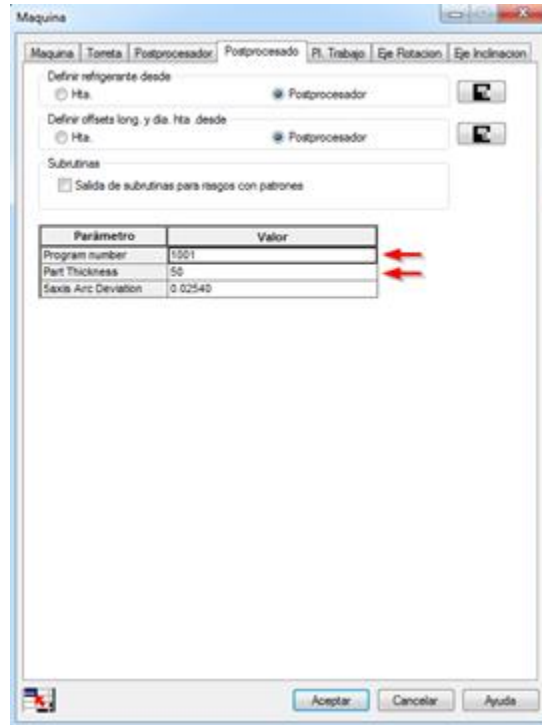 Maquina
Maquina Torreta Postprocesador Postprocesado Pl. Trabajo Eje Rotacion Eje Inclinacion
Definir refrigerante desde
Hta. Postprocesador
Definir offsets long. y dia. hta .desde
Hta. Postprocesador
Subrutinas
Salida de subrutinas para rasgos con patrones
Parámetro Valor
Program number 1001
Part Thickness 50
5axis Arc Deviation 0.02540
Aceptar Cancelar Ayuda